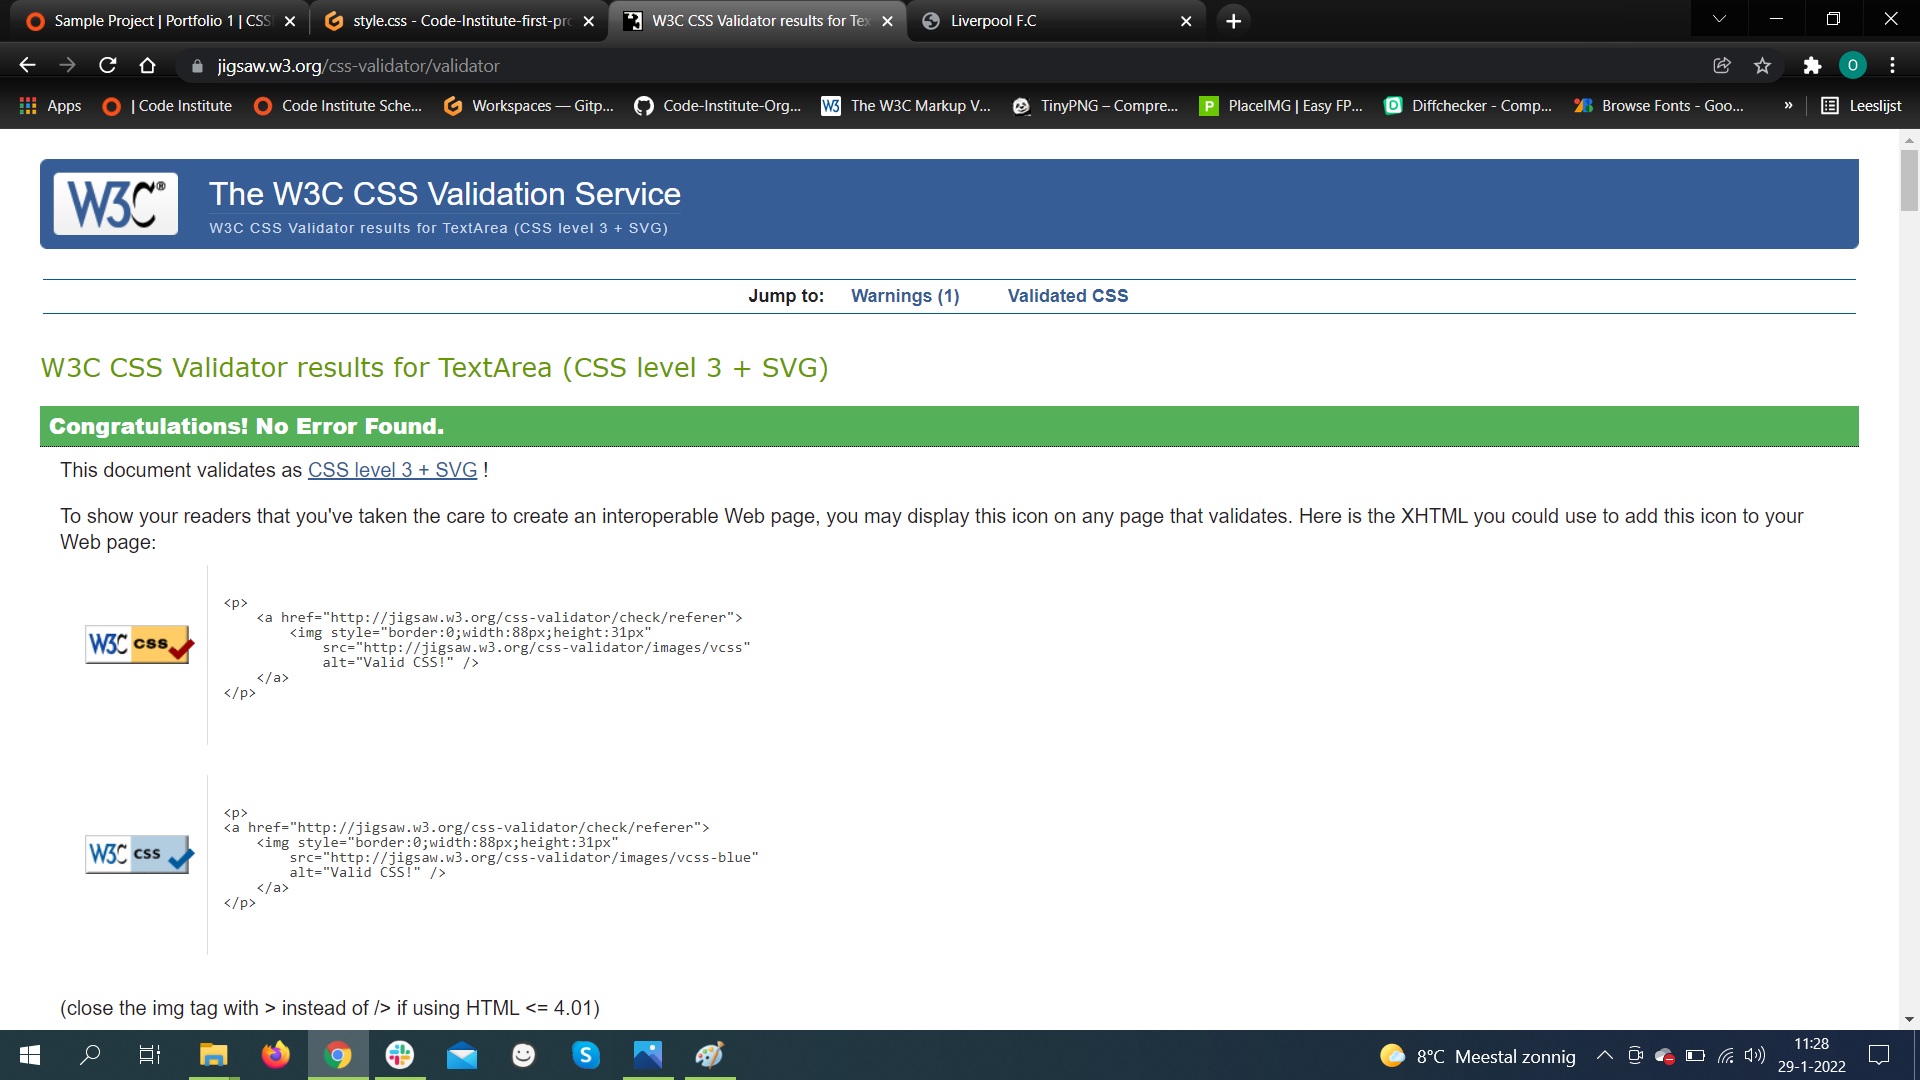 Sample Project | Portfolio 1 | CSS
style.css - Code-Institute-first-pro
W3C CSS Validator results for Tex
Liverpool F.C
jigsaw.w3.org/css-validator/validator
O
Apps
| Code Institute
Code Institute Sche...
Workspaces — Gitp...
Code-Institute-Org...
The W3C Markup V...
TinyPNG – Compre...
PlaceIMG | Easy FP...
Diffchecker - Comp...
Browse Fonts - Goo...
»
Leeslijst
W3C®
The W3C CSS Validation Service
W3C CSS Validator results for TextArea (CSS level 3 + SVG)
Jump to: Warnings (1) Validated CSS
W3C CSS Validator results for TextArea (CSS level 3 + SVG)
Congratulations! No Error Found.
This document validates as CSS level 3 + SVG !
To show your readers that you've taken the care to create an interoperable Web page, you may display this icon on any page that validates. Here is the XHTML you could use to add this icon to your
Web page:
W3C css
<p>
<a href="http://jigsaw.w3.org/css-validator/check/referer">
<img style="border:0;width:88px;height:31px"
src="http://jigsaw.w3.org/css-validator/images/vcss"
alt="Valid CSS!" />
</a>
</p>
W3C css
<p>
<a href="http://jigsaw.w3.org/css-validator/check/referer">
<img style="border:0;width:88px;height:31px"
src="http://jigsaw.w3.org/css-validator/images/vcss-blue"
alt="Valid CSS!" />
</a>
</p>
(close the img tag with > instead of /> if using HTML <= 4.01)
8°C Meestal zonnig
11:28
29-1-2022